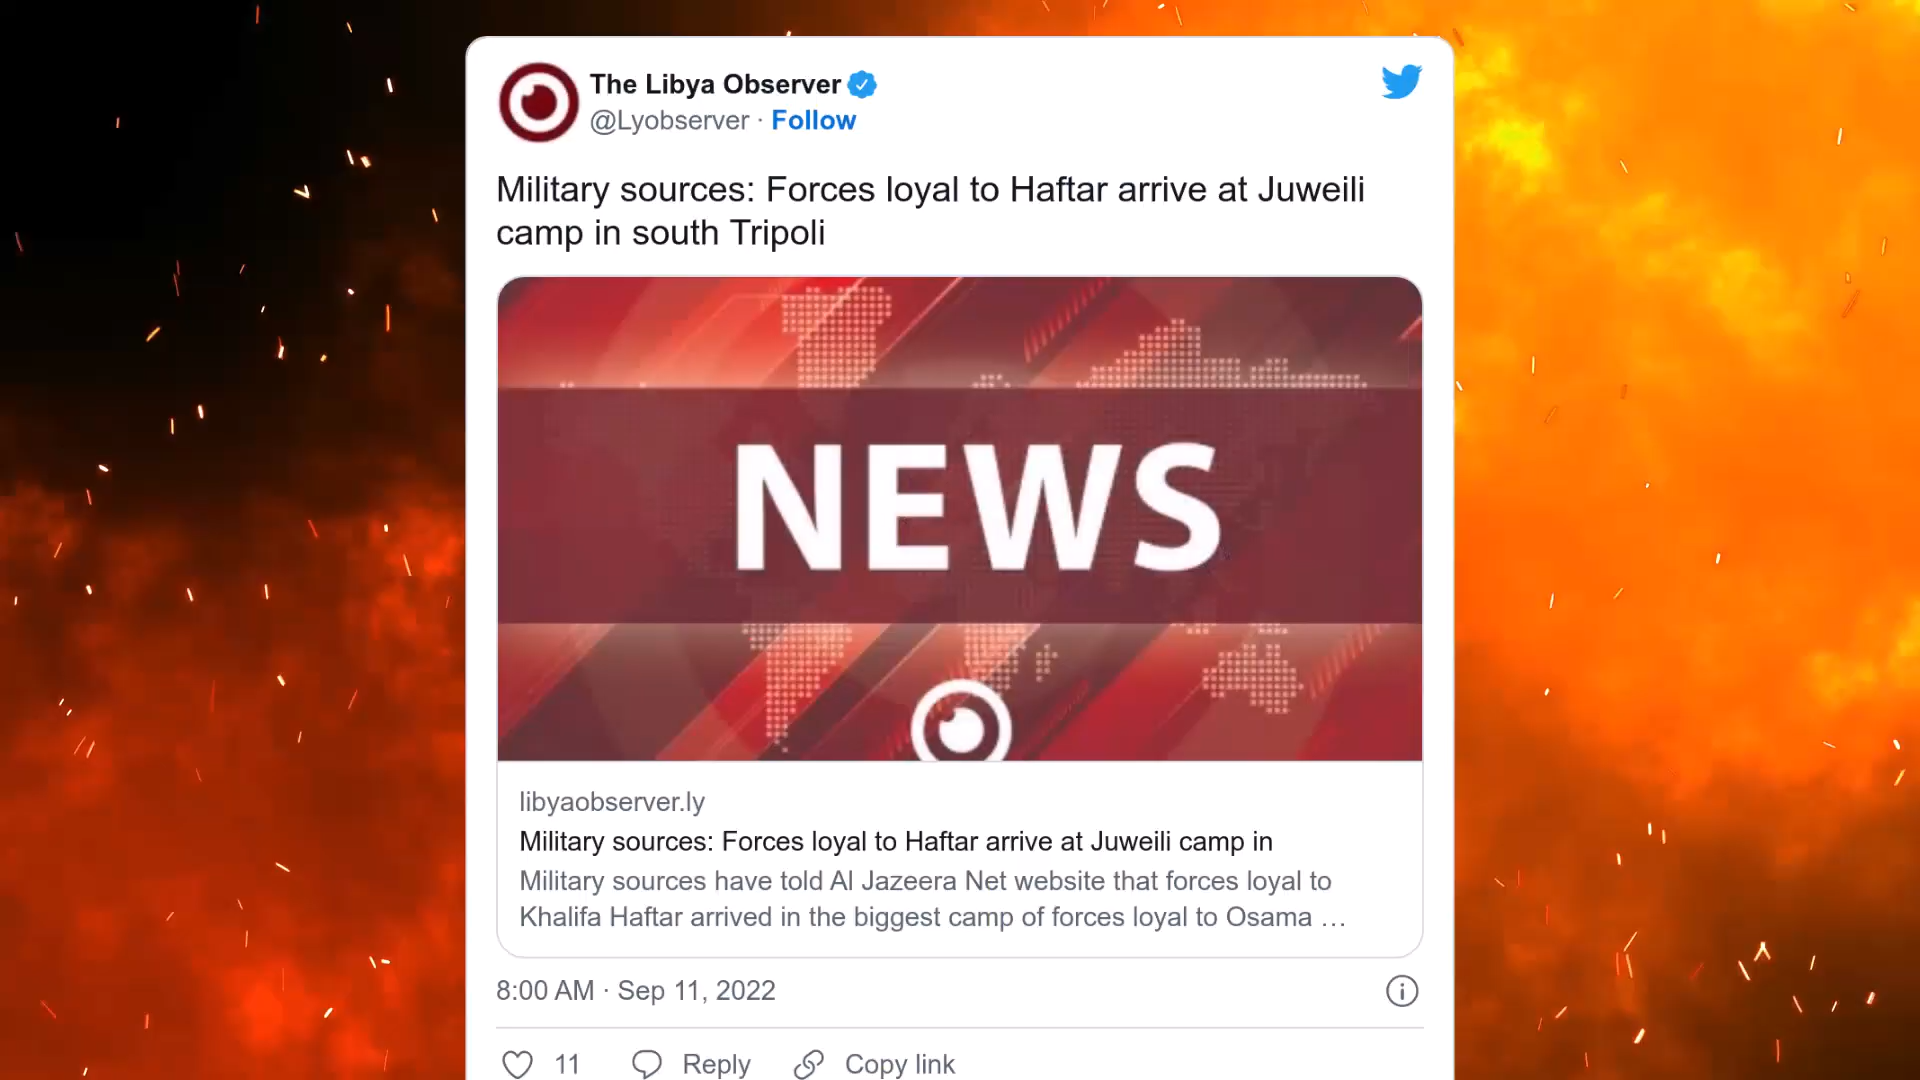 The Libya Observer
@Lyobserver · Follow
Military sources: Forces loyal to Haftar arrive at Juweili
camp in south Tripoli
NEWS
libyaobserver.ly
Military sources: Forces loyal to Haftar arrive at Juweili camp in
Military sources have told Al Jazeera Net website that forces loyal to
Khalifa Haftar arrived in the biggest camp of forces loyal to Osama …
8:00 AM · Sep 11, 2022
11 Reply Copy link